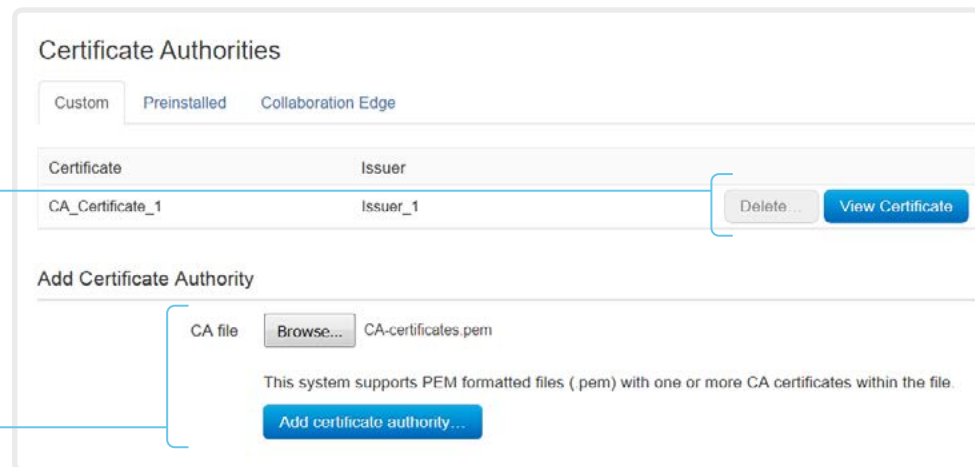 Certificate Authorities
Custom Preinstalled Collaboration Edge
Certificate Issuer
CA_Certificate_1 Issuer_1 Delete... View Certificate
Add Certificate Authority
CA file Browse... CA-certificates.pem
This system supports PEM formatted files (.pem) with one or more CA certificates within the file.
Add certificate authority...